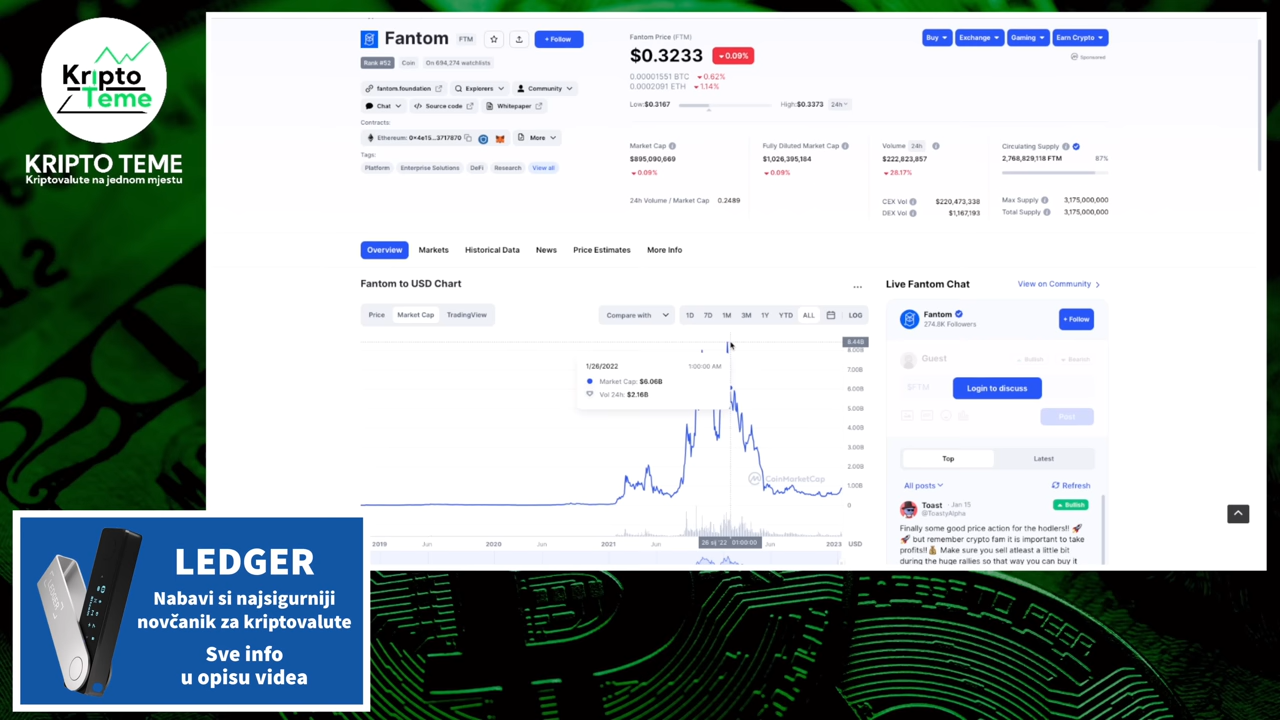 Kripto
Teme
KRIPTO TEME
Kriptovalute na jednom mjestu
Fantom FTM + Follow
Rank #52 Coin On 694,274 watchlists
fantom.foundation Explorers Community
Chat Source code Whitepaper
Contracts:
Ethereum: 0x4e15...3717870 More
Tags:
Platform Enterprise Solutions DeFi Research View all
Fantom Price (FTM)
$0.3233 0.09%
0.00001551 BTC 0.62%
0.0002091 ETH 1.14%
Low:$0.3167 High:$0.3373 24h
Buy Exchange Gaming Earn Crypto
Sponsored
Market Cap
$895,090,669
0.09%
24h Volume / Market Cap 0.2489
Fully Diluted Market Cap
$1,026,395,184
0.09%
Volume 24h
$222,823,857
28.17%
CEX Vol $220,473,338
DEX Vol $1,167,193
Circulating Supply
2,768,829,118 FTM 87%
Max Supply 3,175,000,000
Total Supply 3,175,000,000
Overview Markets Historical Data News Price Estimates More Info
Fantom to USD Chart
Price Market Cap TradingView
Compare with 1D 7D 1M 3M 1Y YTD ALL LOG
8.44B
8.00B
7.00B
6.00B
5.00B
4.00B
3.00B
2.00B
1.00B
0
1/26/2022 1:00:00 AM
Market Cap: $6.06B
Vol 24h: $2.16B
CoinMarketCap
2019 Jun 2020 Jun 2021 Jun 26 sij '22 01:00:00 Jun 2023 USD
Live Fantom Chat View on Community
Fantom
274.8K Followers
+ Follow
Guest Bullish Bearish
$FTM
Login to discuss
Post
Top Latest
All posts Refresh
Toast · Jan 15 Bullish
@ToastyAlpha
Finally some good price action for the hodlers!!
but remember crypto fam it is important to take
profits!! Make sure you sell atleast a little bit
during the huge rallies so that way you can buy it
LEDGER
Nabavi si najsigurniji
novčanik za kriptovalute
Sve info
u opisu videa